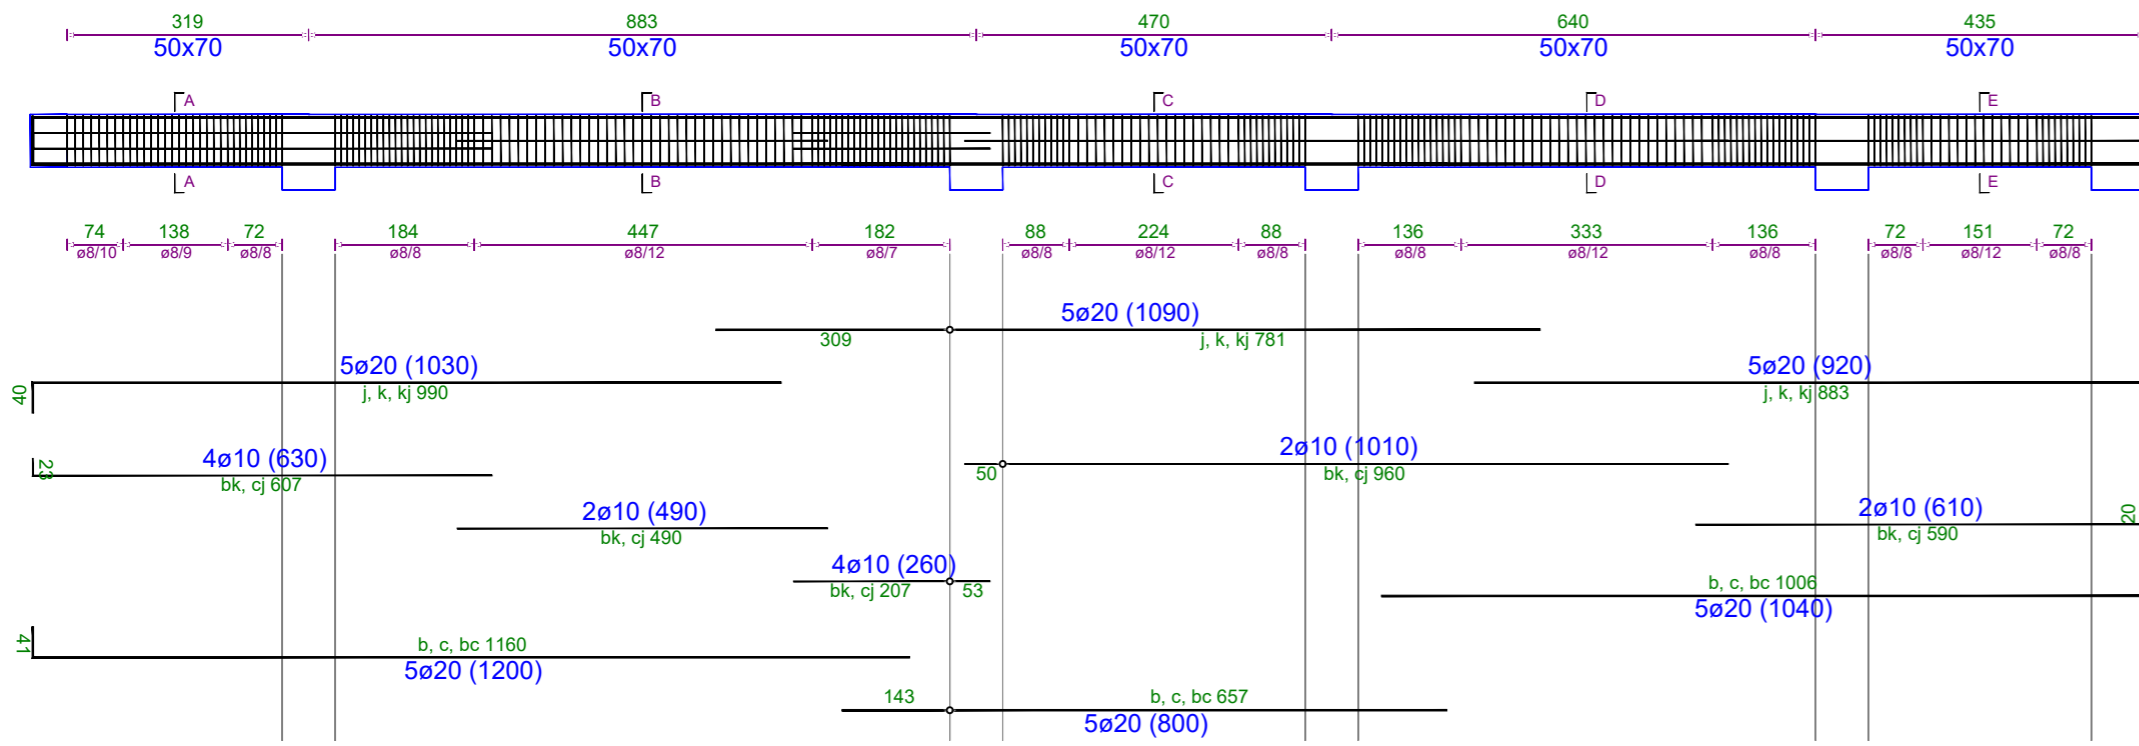 319 883 470 640 435
50x70 50x70 50x70 50x70 50x70
A B C D E
A B C D E
74 138 72 184 447 182 88 224 88 136 333 136 72 151 72
ø8/10 ø8/9 ø8/8 ø8/8 ø8/12 ø8/7 ø8/8 ø8/12 ø8/8 ø8/8 ø8/12 ø8/8 ø8/8 ø8/12 ø8/8
5ø20 (1090)
309 j, k, kj 781
5ø20 (1030) 5ø20 (920)
40 j, k, kj 990 j, k, kj 883
2ø10 (1010)
4ø10 (630)
23 bk, cj 607 50 bk, cj 960
2ø10 (490) 2ø10 (610) 20
bk, cj 490 bk, cj 590
4ø10 (260)
bk, cj 207 53 b, c, bc 1006
5ø20 (1040)
41 b, c, bc 1160
5ø20 (1200)
143 b, c, bc 657
5ø20 (800)